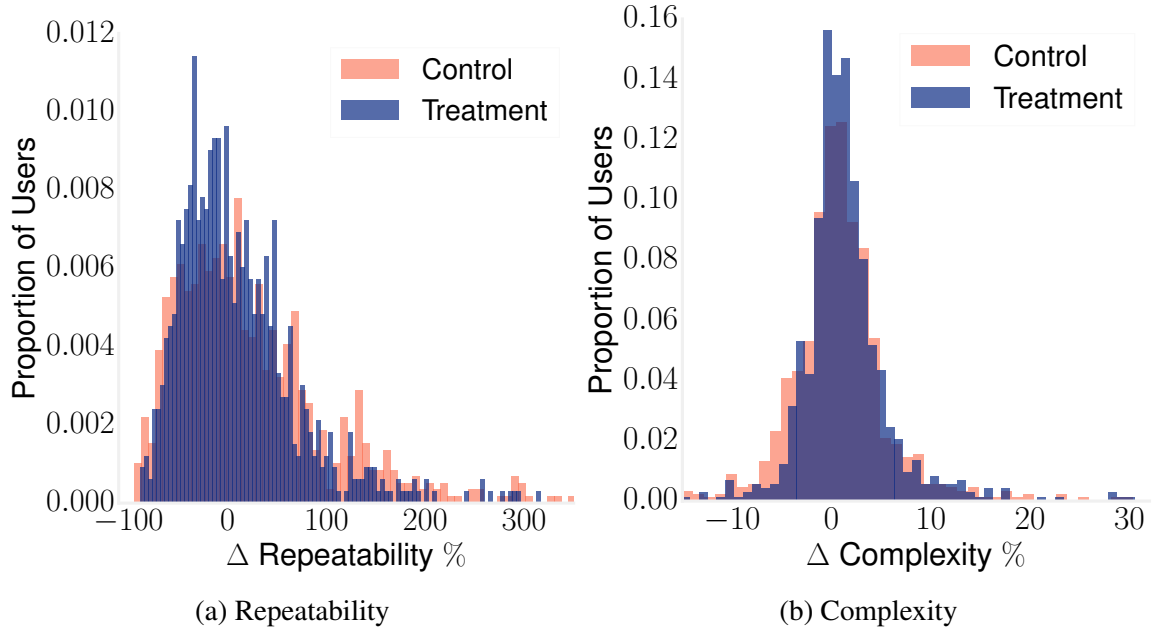 0.012
0.010
0.008
0.006
0.004
0.002
0.000
Proportion of Users
Control
Treatment
−100 0 100 200 300
Δ Repeatability %
(a) Repeatability
0.16
0.14
0.12
0.10
0.08
0.06
0.04
0.02
0.00
Proportion of Users
Control
Treatment
−10 0 10 20 30
Δ Complexity %
(b) Complexity